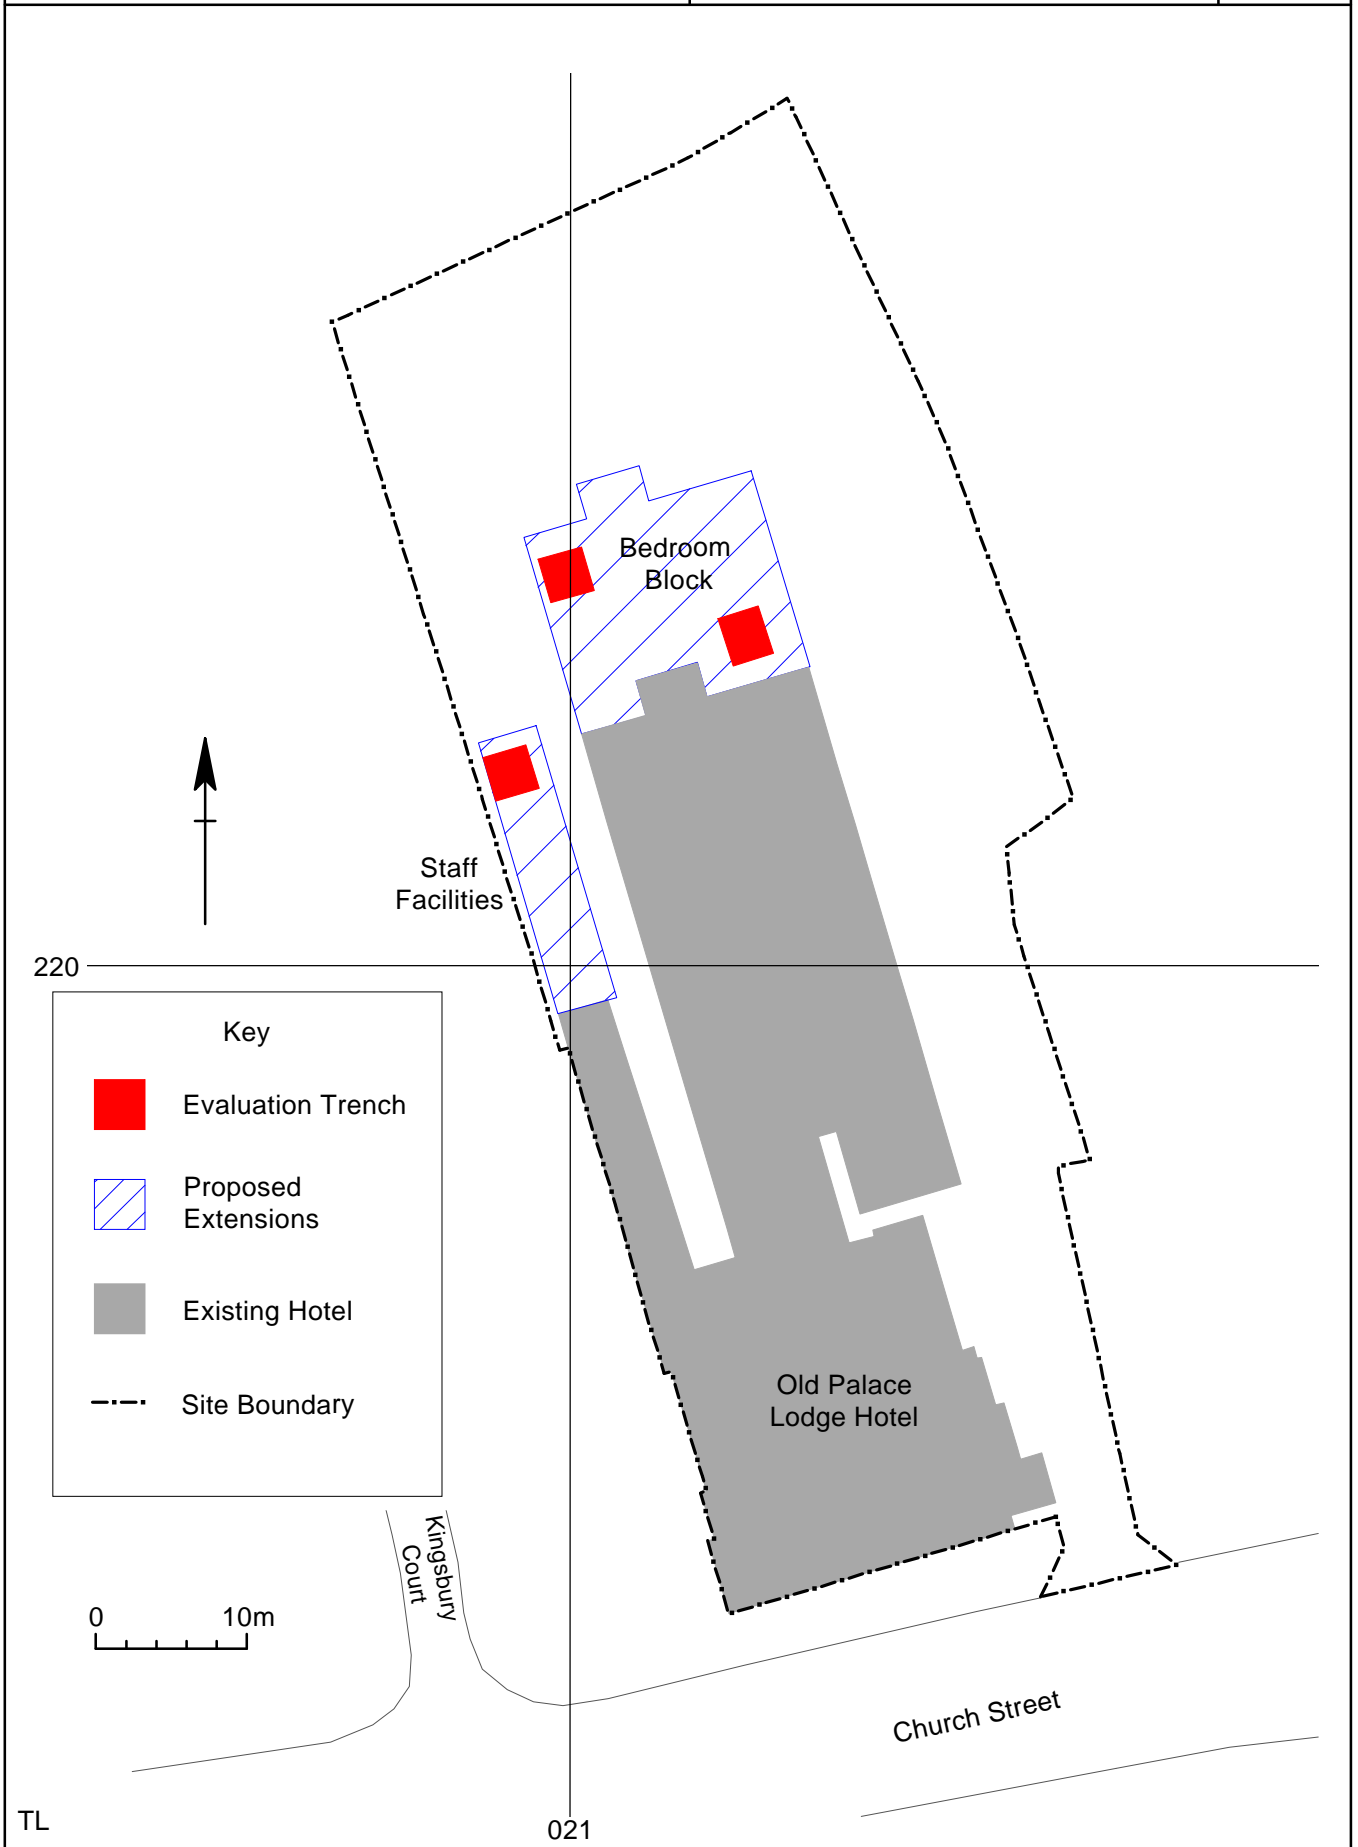 Bedroom
Block
Staff
Facilities
220
Key
Evaluation Trench
Proposed
Extensions
Existing Hotel
Site Boundary
Old Palace
Lodge Hotel
Kingsbury
Court
0 10m
Church Street
TL
021